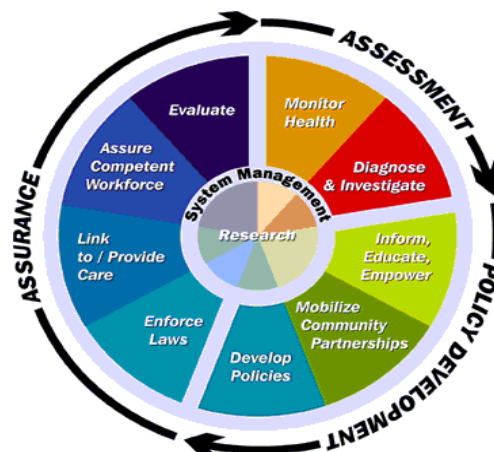 ASSESSMENT
Monitor
Health
Diagnose
& Investigate
POLICY DEVELOPMENT
Inform,
Educate,
Empower
Mobilize
Community
Partnerships
Develop
Policies
ASSURANCE
Enforce
Laws
Link
to / Provide
Care
Assure
Competent
Workforce
Evaluate
System Management
Research